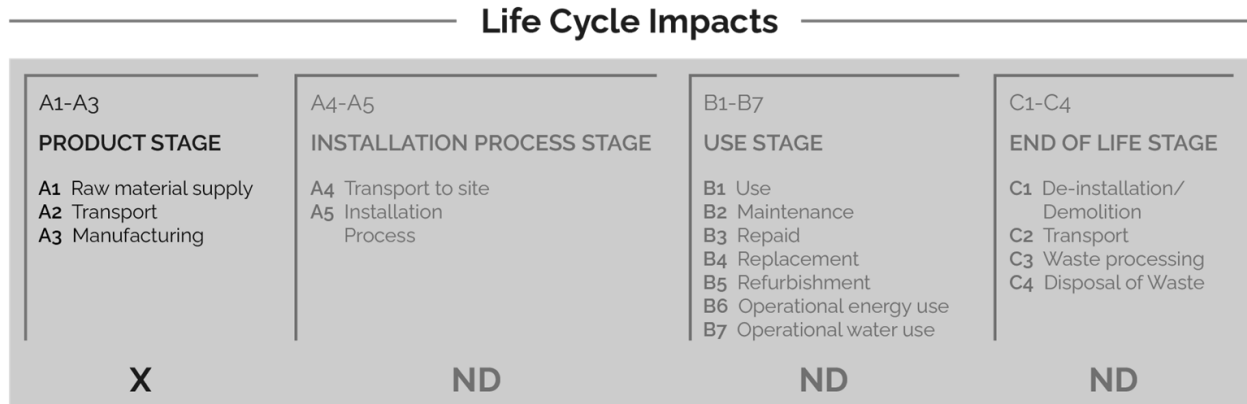 Life Cycle Impacts
A1-A3
PRODUCT STAGE
A1 Raw material supply
A2 Transport
A3 Manufacturing
X
A4-A5
INSTALLATION PROCESS STAGE
A4 Transport to site
A5 Installation
Process
ND
B1-B7
USE STAGE
B1 Use
B2 Maintenance
B3 Repaid
B4 Replacement
B5 Refurbishment
B6 Operational energy use
B7 Operational water use
ND
C1-C4
END OF LIFE STAGE
C1 De-installation/
Demolition
C2 Transport
C3 Waste processing
C4 Disposal of Waste
ND